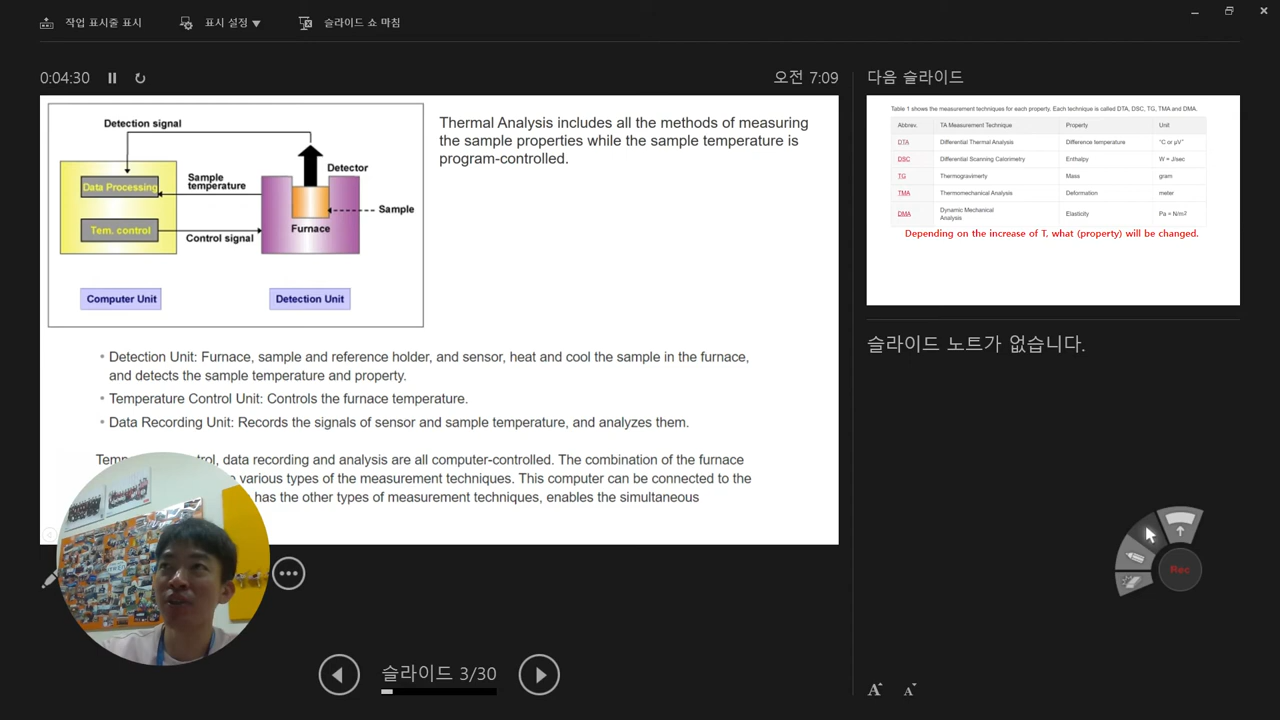 작업 표시줄 표시
표시 설정 ▼
슬라이드 쇼 마침
0:04:30
오전 7:09
다음 슬라이드
Detection signal
Detector
Data Processing
Sample
temperature
Sample
Tem. control
Control signal
Furnace
Computer Unit
Detection Unit
Thermal Analysis includes all the methods of measuring
the sample properties while the sample temperature is
program-controlled.
• Detection Unit: Furnace, sample and reference holder, and sensor, heat and cool the sample in the furnace,
and detects the sample temperature and property.
• Temperature Control Unit: Controls the furnace temperature.
• Data Recording Unit: Records the signals of sensor and sample temperature, and analyzes them.
data recording and analysis are all computer-controlled. The combination of the furnace
various types of the measurement techniques. This computer can be connected to the
has the other types of measurement techniques, enables the simultaneous
Table 1 shows the measurement techniques for each property. Each technique is called DTA, DSC, TG, TMA and DMA.
Abbrev. TA Measurement Technique Property Unit
DTA Differential Thermal Analysis Difference temperature °C or μV"
DSC Differential Scanning Calorimetry Enthalpy W = J/sec
TG Thermogravimerty Mass gram
TMA Thermomechanical Analysis Deformation meter
DMA Dynamic Mechanical
Analysis Elasticity Pa = N/m2
Depending on the increase of T, what (property) will be changed.
슬라이드 노트가 없습니다.
Rec
슬라이드 3/30
A A